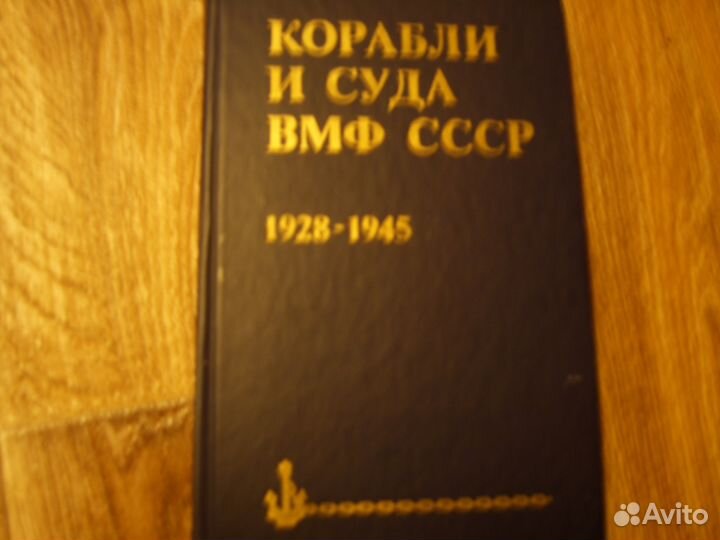 КОРАБЛИ
И СУДА
ВМФ СССР
1928-1945
Avito